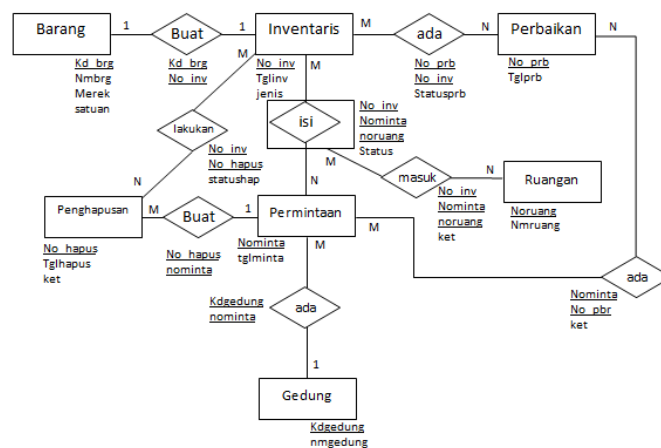 Barang
1
Buat
1
Inventaris
M
ada
N
Perbaikan
N
Kd_brg
Nmbrg
Merek
satuan
Kd_brg
No_inv
M
No_inv
Tglinv
jenis
M
No_prb
No_inv
Statusprb
No_prb
Tglprb
lakukan
isi
No_inv
Nominta
noruang
Status
No_inv
No_hapus
statushap
M
masuk
N
Ruangan
No_inv
Nominta
noruang
ket
Noruang
Nmruang
N
N
Penghapusan
M
Buat
1
Permintaan
M
No_hapus
Tglhapus
ket
No_hapus
nominta
Nominta
tglminta
M
ada
Nominta
No_pbr
ket
Kdgedung
nominta
ada
1
Gedung
Kdgedung
nmgedung